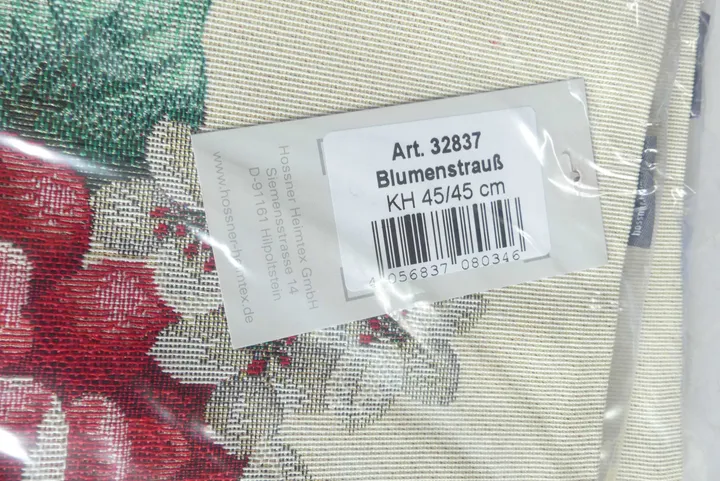 Art. 32837
Blumenstrauß
KH 45/45 cm
4 056837 080346
Hossner Heimtex GmbH
Siemensstrasse 14
D-91161 Hilpoltstein
www.hossner-heimtex.de